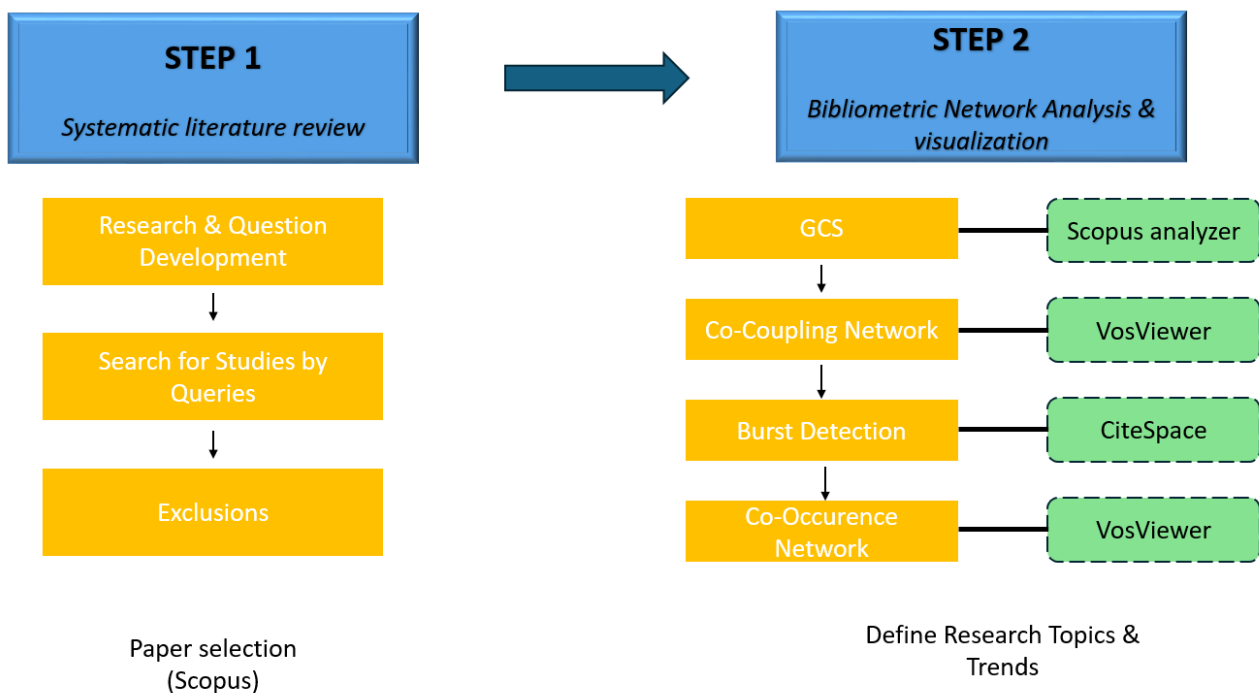 STEP 1
Systematic literature review
Research & Question
Development
Search for Studies by
Queries
Exclusions
Paper selection
(Scopus)
STEP 2
Bibliometric Network Analysis &
visualization
GCS
Scopus analyzer
Co-Coupling Network
VosViewer
Burst Detection
CiteSpace
Co-Occurence
Network
VosViewer
Define Research Topics &
Trends